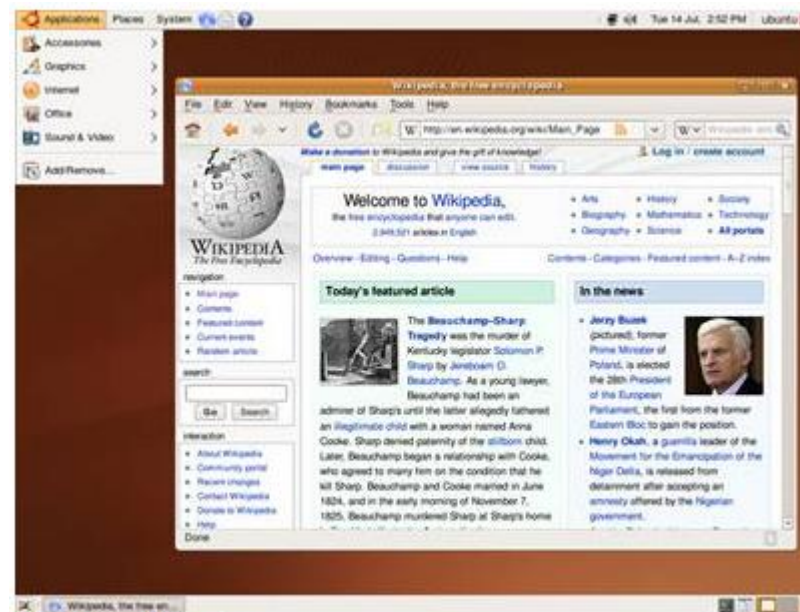 Applications Places System
Tue 14 Jul, 2:52 PM ubuntu
Accessories
Graphics
Internet
Office
Sound & Video
Add/Remove...
Wikipedia, the free encyclopedia
File Edit View History Bookmarks Tools Help
W http://en.wikipedia.org/wiki/Main_Page
W
Make a donation to Wikipedia and give the gift of knowledge!
Log in / create account
main page discussion view source history
WIKIPEDIA
The Free Encyclopedia
navigation
Main page
Contents
Featured content
Current events
Random article
search
Go Search
interaction
About Wikipedia
Community portal
Recent changes
Contact Wikipedia
Donate to Wikipedia
Help
Welcome to Wikipedia,
the free encyclopedia that anyone can edit.
articles in English
Arts History Society
Biography Mathematics Technology
Geography Science All portals
Overview · Editing · Questions · Help
Contents · Categories · Featured content · A–Z index
Today's featured article
The Beauchamp–Sharp
Tragedy was the murder of
Kentucky legislator Solomon P.
Sharp by Jereboam O.
Beauchamp. As a young lawyer,
Beauchamp had been an
admirer of Sharp's until the latter allegedly fathered
an illegitimate child with a woman named Anna
Cooke. Sharp denied paternity of the stillborn child.
Later, Beauchamp began a relationship with Cooke,
who agreed to marry him on the condition that he
kill Sharp. Beauchamp and Cooke married in June
1824, and in the early morning of November 7,
1825, Beauchamp murdered Sharp at Sharp's home
In the news
Jerzy Buzek
(pictured), former
Prime Minister of
Poland, is elected
the 28th President
of the European
Parliament, the first from the former
Eastern Bloc to gain the position.
Henry Okah, a guerrilla leader of the
Movement for the Emancipation of the
Niger Delta, is released from
detainment after accepting an
amnesty offered by the Nigerian
government.
Done
Wikipedia, the free en...